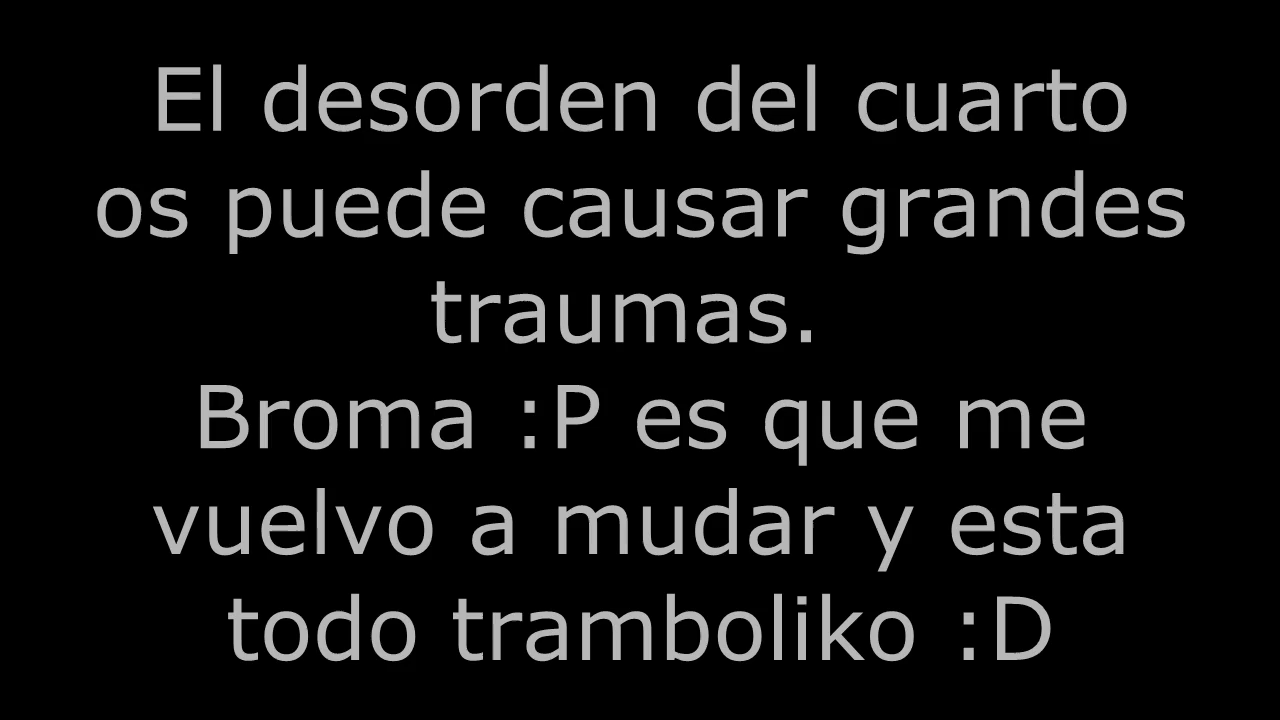 El desorden del cuarto
os puede causar grandes
traumas.
Broma :P es que me
vuelvo a mudar y esta
todo tramboliko :D